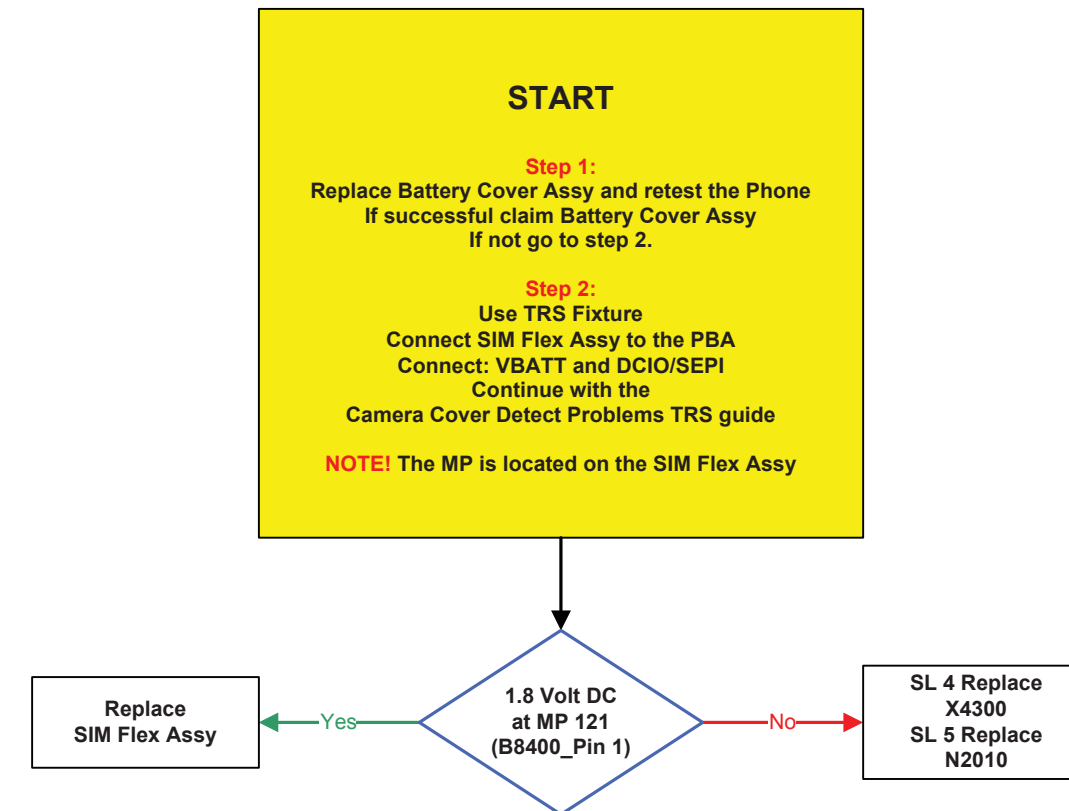 START
Step 1:
Replace Battery Cover Assy and retest the Phone
If successful claim Battery Cover Assy
If not go to step 2.
Step 2:
Use TRS Fixture
Connect SIM Flex Assy to the PBA
Connect: VBATT and DCIO/SEPI
Continue with the
Camera Cover Detect Problems TRS guide
NOTE! The MP is located on the SIM Flex Assy
1.8 Volt DC
at MP 121
(B8400_Pin 1)
Yes
Replace
SIM Flex Assy
No
SL 4 Replace
X4300
SL 5 Replace
N2010